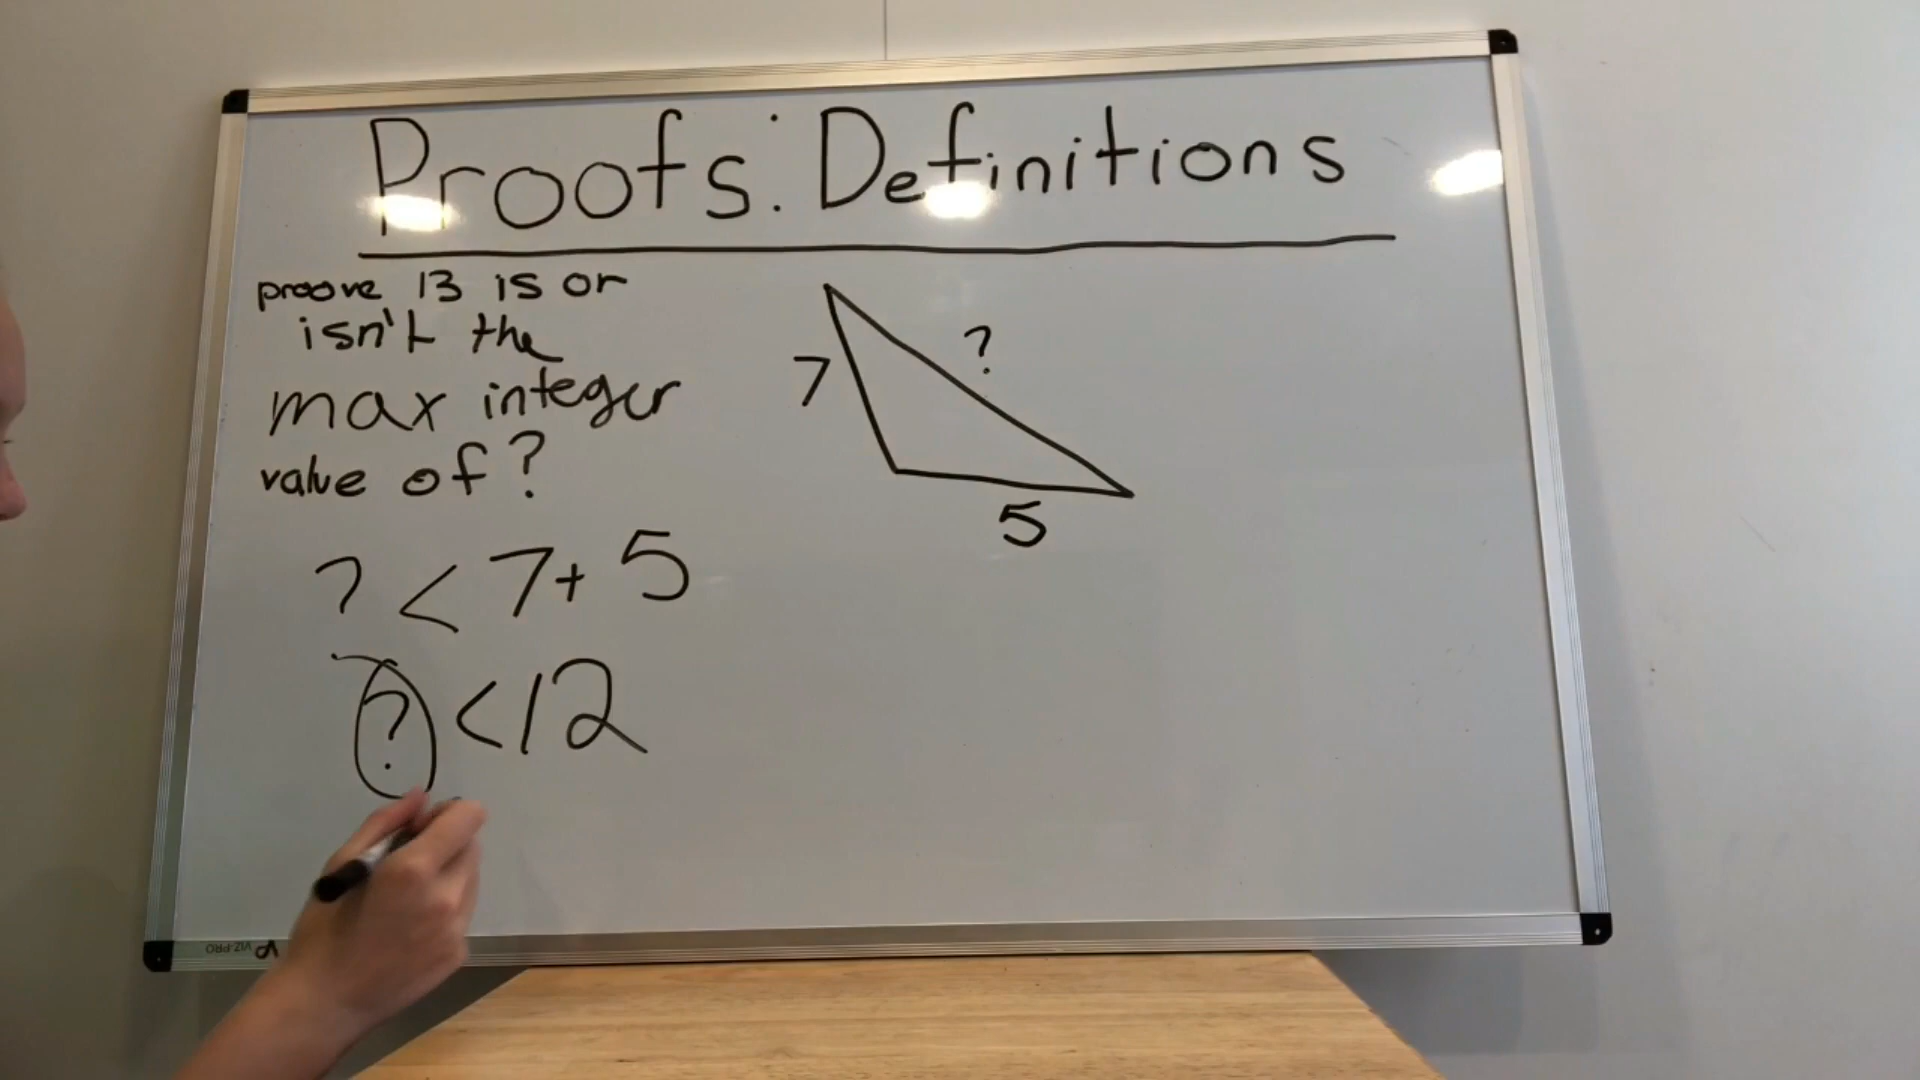 Proofs: Definitions
proove 13 is or
isn't the
max integer
value of ?
? < 7 + 5
? < 12
7
?
5
VIZ-PRO